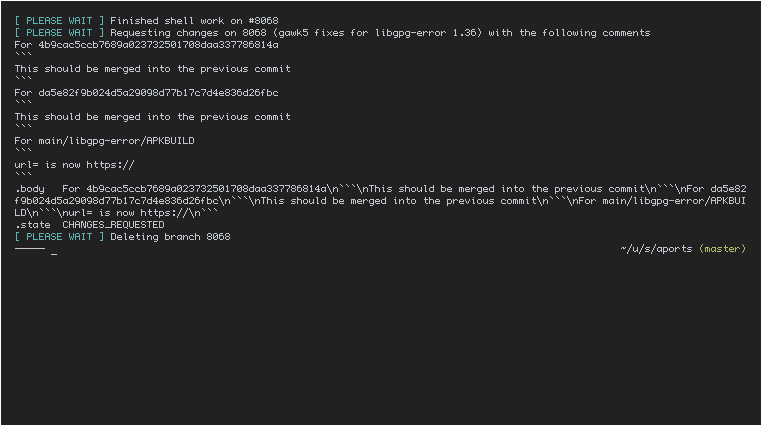 [ PLEASE WAIT ] Finished shell work on #8068
[ PLEASE WAIT ] Requesting changes on 8068 (gawk5 fixes for libgpg-error 1.36) with the following comments
For 4b9cac5ccb7689a023732501708daa337786814a
```
This should be merged into the previous commit
```
For da5e82f9b024d5a29098d77b17c7d4e836d26fbc
```
This should be merged into the previous commit
```
For main/libgpg-error/APKBUILD
```
url= is now https://
```
.body   For 4b9cac5ccb7689a023732501708daa337786814a\n```\nThis should be merged into the previous commit\n```\nFor da5e82
f9b024d5a29098d77b17c7d4e836d26fbc\n```\nThis should be merged into the previous commit\n```\nFor main/libgpg-error/APKBUI
LD\n```\nurl= is now https://\n```
.state  CHANGES_REQUESTED
[ PLEASE WAIT ] Deleting branch 8068
───── _ ~/u/s/aports (master)